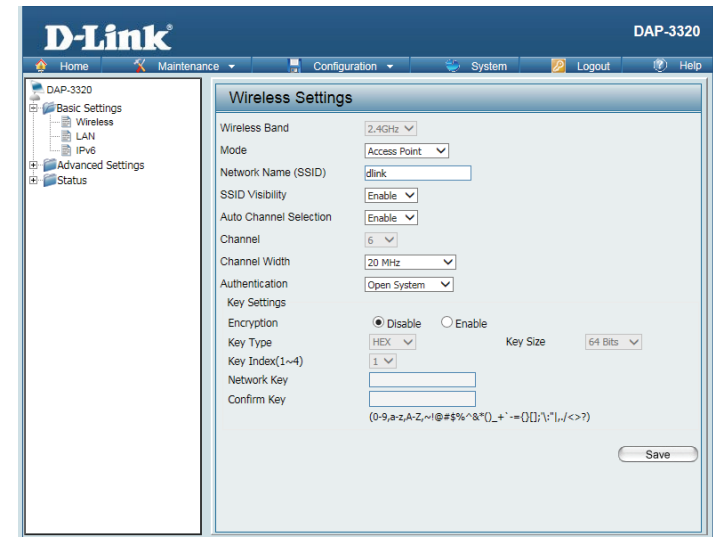 D-Link®
DAP-3320
Home Maintenance Configuration System Logout Help
DAP-3320
Basic Settings
Wireless
LAN
IPv6
Advanced Settings
Status
Wireless Settings
Wireless Band 2.4GHz
Mode Access Point
Network Name (SSID) dlink
SSID Visibility Enable
Auto Channel Selection Enable
Channel 6
Channel Width 20 MHz
Authentication Open System
Key Settings
Encryption Disable Enable
Key Type HEX Key Size 64 Bits
Key Index(1~4) 1
Network Key
Confirm Key
(0-9,a-z,A-Z,~!@#$%^&*()_+`-={}[];'\:"|,./<>?)
Save